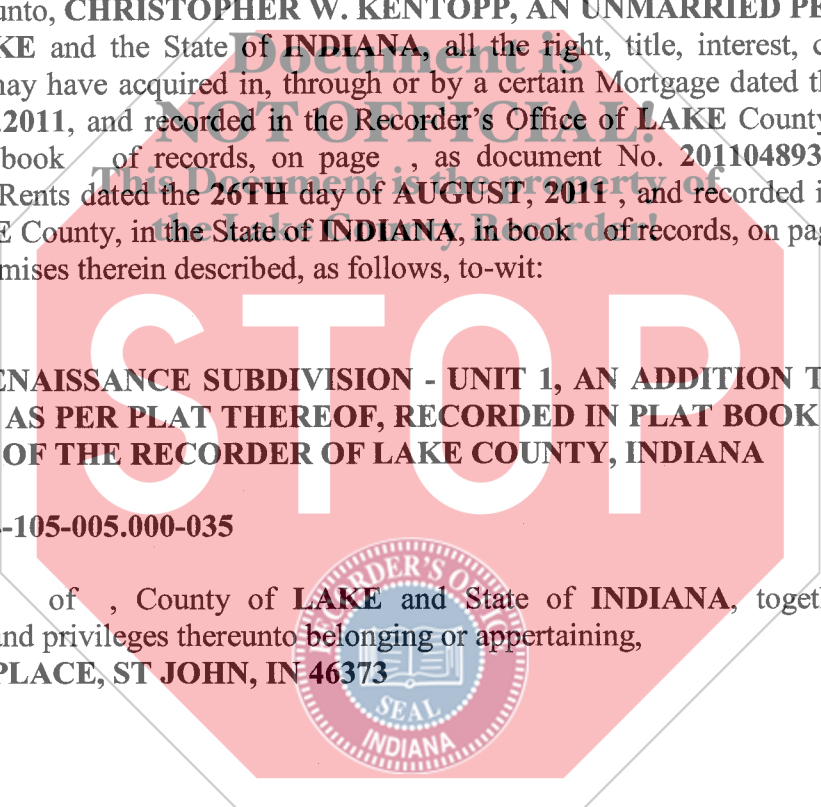 unto, CHRISTOPHER W. KENTOPP, AN UNMARRIED PE
KE and the State of INDIANA, all the right, title, interest, c
Document is
may have acquired in, through or by a certain Mortgage dated th
NOT OFFICIAL!
2011, and recorded in the Recorder's Office of LAKE County
book of records, on page , as document No. 201104893
This Document is the property of
Rents dated the 26TH day of AUGUST, 2011 , and recorded i
the Lake County Recorder!
E County, in the State of INDIANA, in book of records, on pag
mises therein described, as follows, to-wit:
STOP
ENAISSANCE SUBDIVISION - UNIT 1, AN ADDITION T
AS PER PLAT THEREOF, RECORDED IN PLAT BOOK
OF THE RECORDER OF LAKE COUNTY, INDIANA
-105-005.000-035
RECORDER'S OFFICE
of , County of LAKE and State of INDIANA, togeth
and privileges thereunto belonging or appertaining,
PLACE, ST JOHN, IN 46373
SEAL
INDIANA